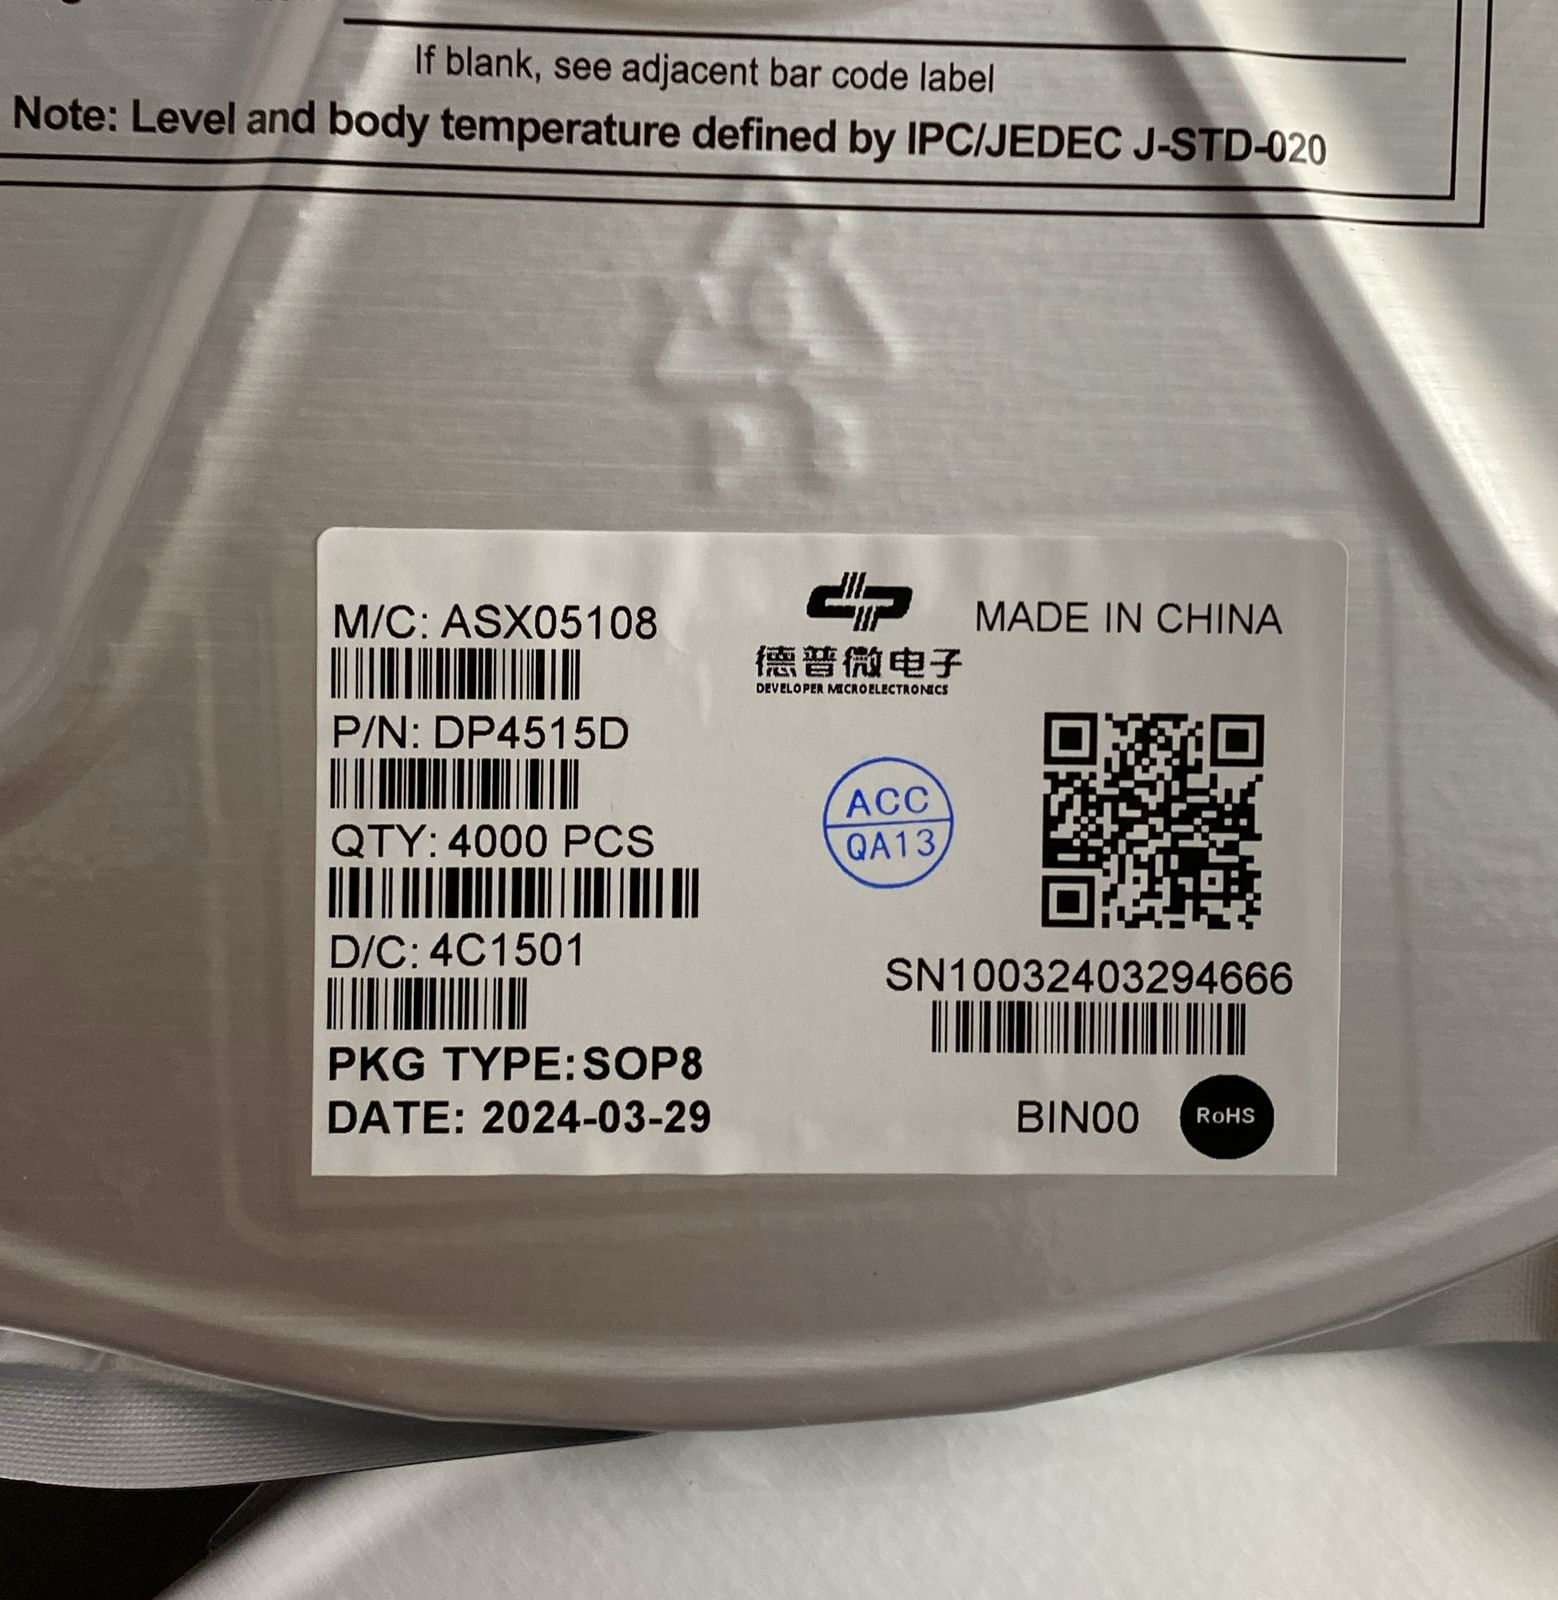 If blank, see adjacent bar code label
Note: Level and body temperature defined by IPC/JEDEC J-STD-020
M/C: ASX05108
德普微电子
DEVELOPER MICROELECTRONICS
MADE IN CHINA
P/N: DP4515D
ACC
QA13
QTY: 4000 PCS
D/C: 4C1501
SN10032403294666
PKG TYPE:SOP8
DATE: 2024-03-29
BIN00
RoHS